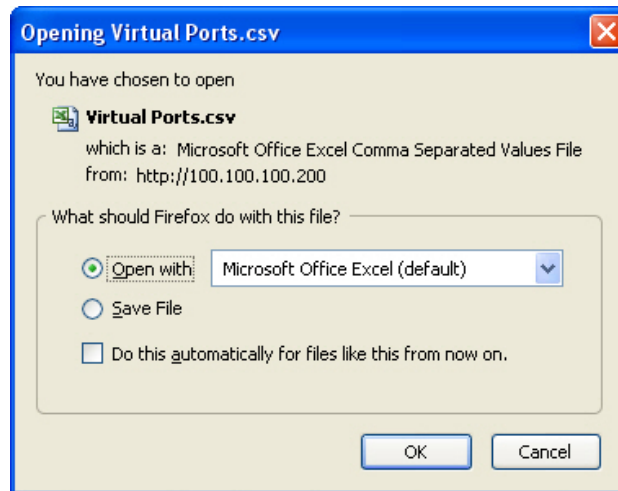 Opening Virtual Ports.csv
You have chosen to open
Virtual Ports.csv
which is a: Microsoft Office Excel Comma Separated Values File
from: http://100.100.100.200
What should Firefox do with this file?
Open with Microsoft Office Excel (default)
Save File
Do this automatically for files like this from now on.
OK Cancel